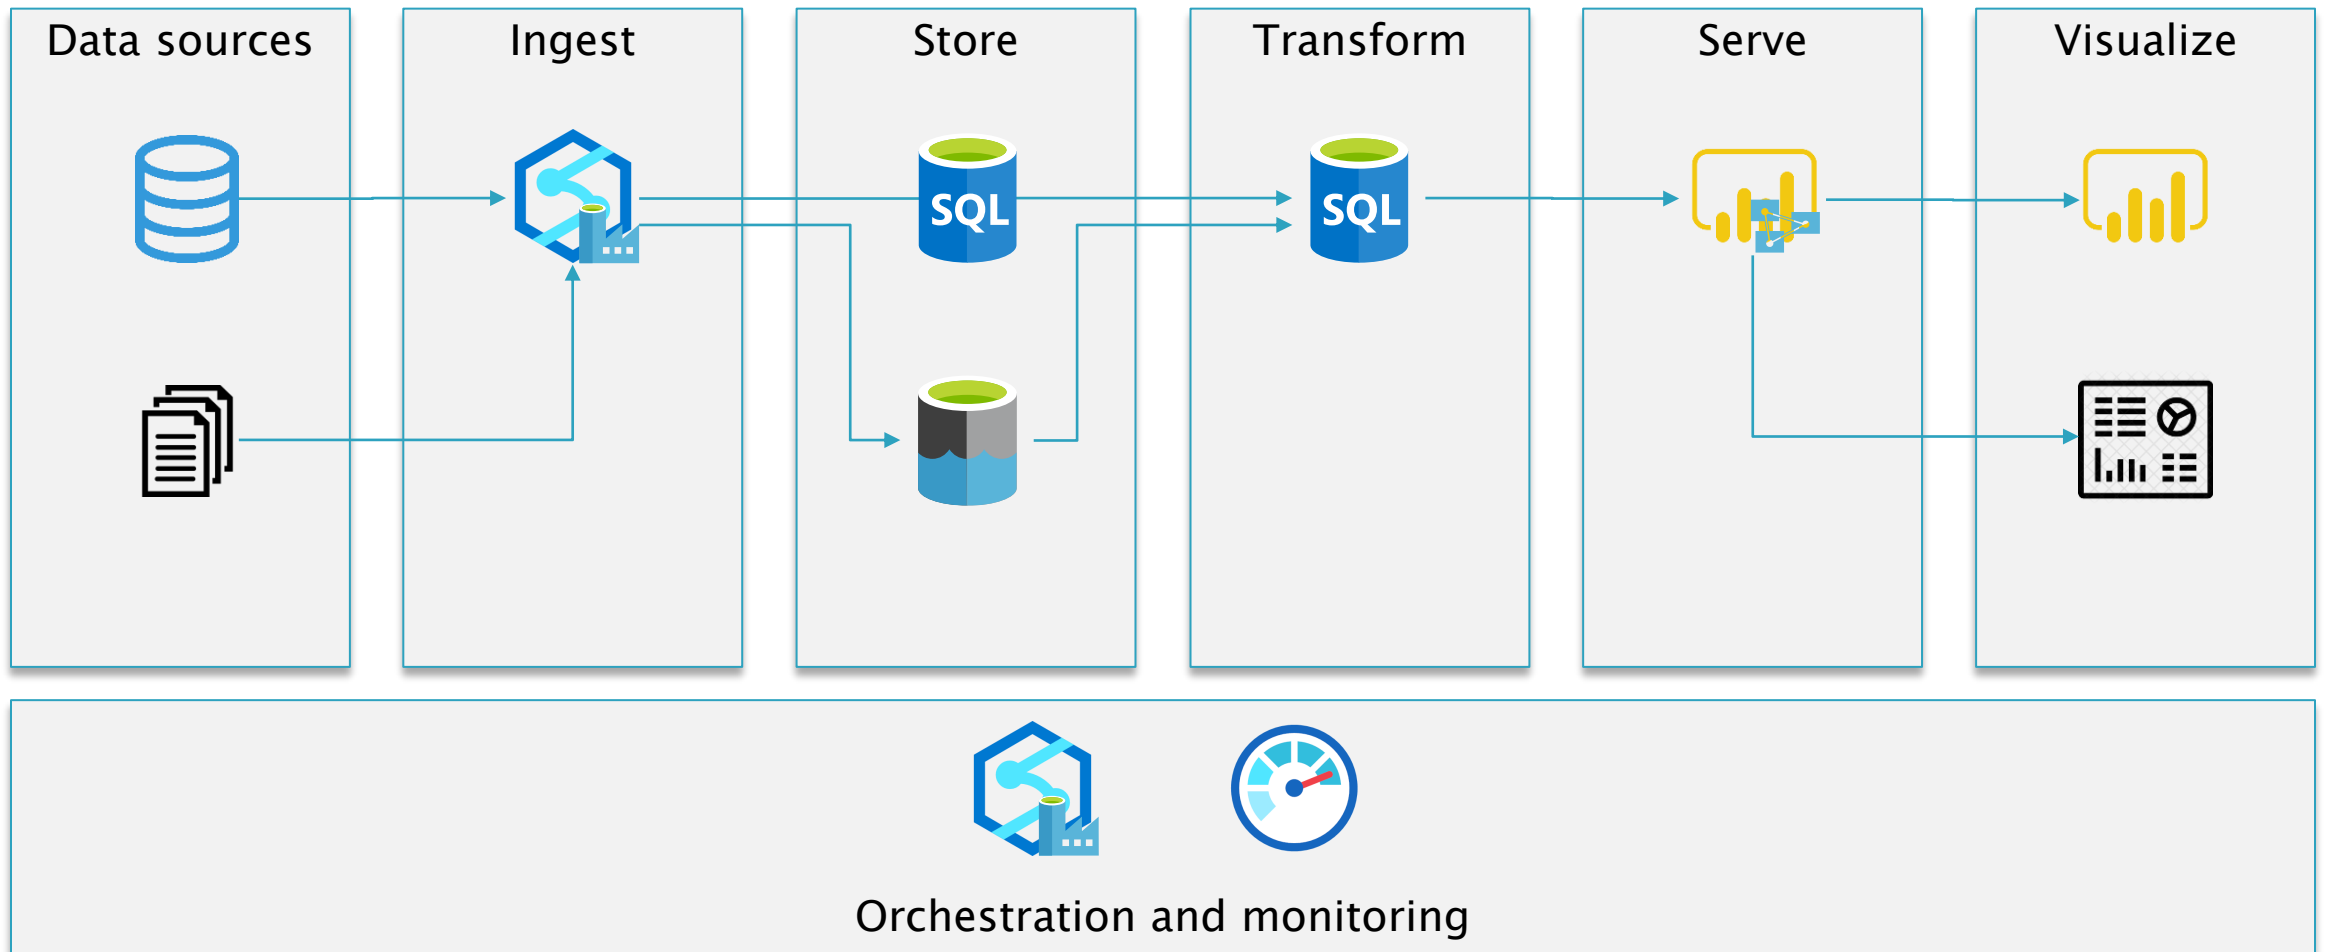 Data sources
Ingest
Store
Transform
Serve
Visualize
SQL
SQL
Orchestration and monitoring